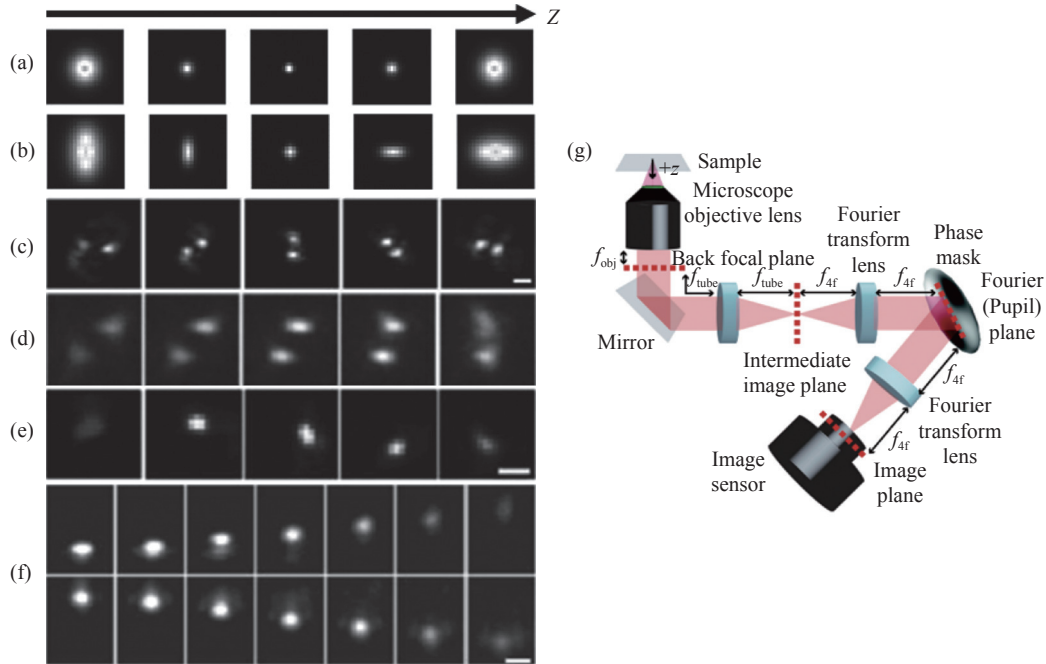 Z
(a)
(b)
(c)
(d)
(e)
(f)
(g)
Sample
+z
Microscope
objective lens
f_obj
Back focal plane
f_tube
f_tube
f_4f
f_4f
Fourier
transform
lens
Phase
mask
Fourier
(Pupil)
plane
Mirror
Intermediate
image plane
f_4f
Fourier
transform
lens
f_4f
Image
plane
Image
sensor